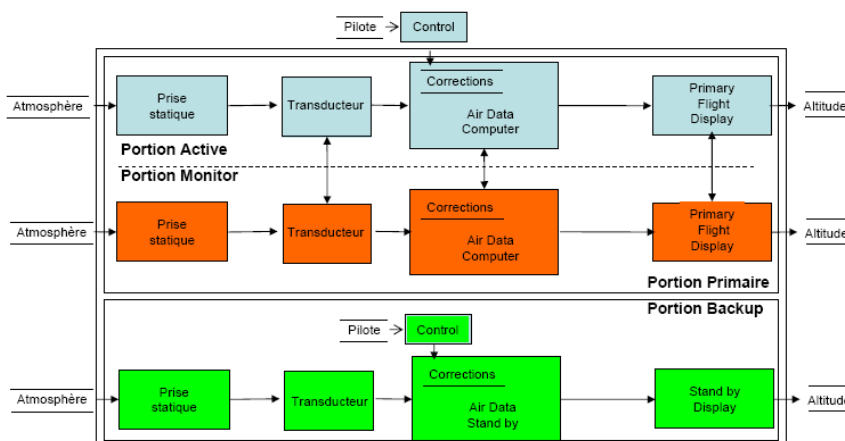 Pilote
Control
Corrections
Atmosphère
Prise
statique
Transducteur
Air Data
Computer
Primary
Flight
Display
Altitude
Portion Active
Portion Monitor
Corrections
Atmosphère
Prise
statique
Transducteur
Air Data
Computer
Primary
Flight
Display
Altitude
Portion Primaire
Portion Backup
Pilote
Control
Corrections
Atmosphère
Prise
statique
Transducteur
Air Data
Stand by
Stand by
Display
Altitude